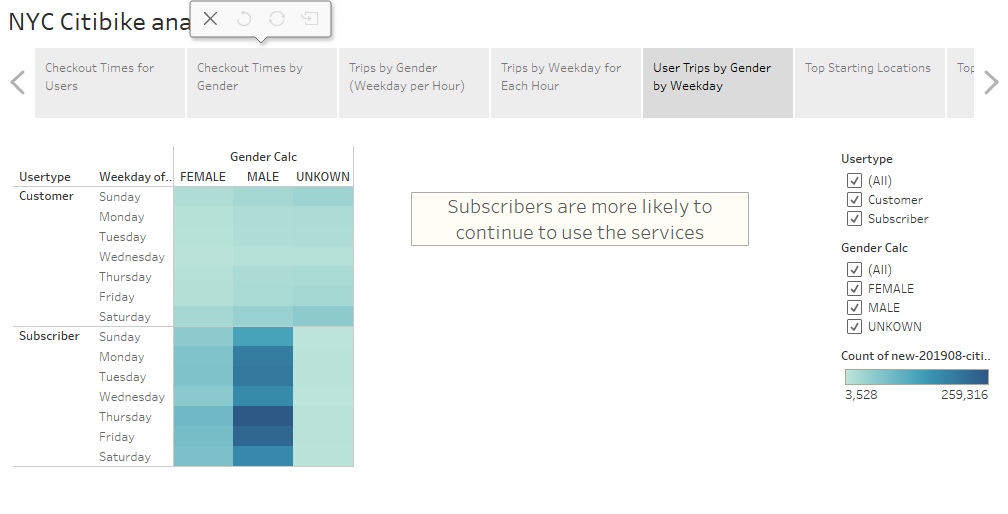 NYC Citibike ana
Checkout Times for
Users
Checkout Times by
Gender
Trips by Gender
(Weekday per Hour)
Trips by Weekday for
Each Hour
User Trips by Gender
by Weekday
Top Starting Locations
Top
Gender Calc
Usertype
Weekday of..
FEMALE
MALE
UNKOWN
Customer
Sunday
Monday
Tuesday
Wednesday
Thursday
Friday
Saturday
Subscriber
Sunday
Monday
Tuesday
Wednesday
Thursday
Friday
Saturday
Subscribers are more likely to
continue to use the services
Usertype
(All)
Customer
Subscriber
Gender Calc
(All)
FEMALE
MALE
UNKOWN
Count of new-201908-citi..
3,528
259,316